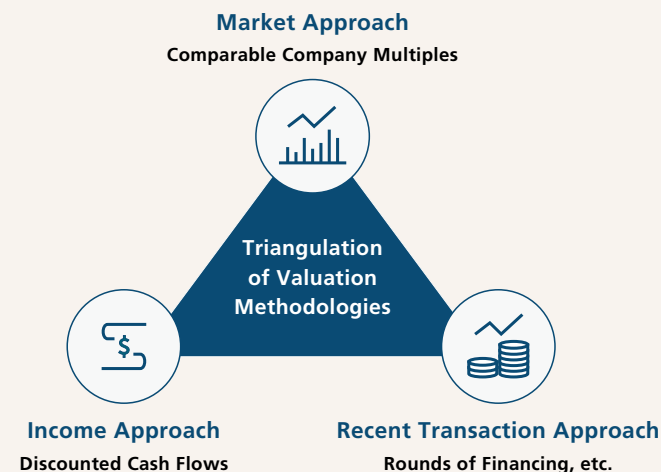 Market Approach
Comparable Company Multiples
Triangulation
of Valuation
Methodologies
$
Income Approach
Discounted Cash Flows
Recent Transaction Approach
Rounds of Financing, etc.